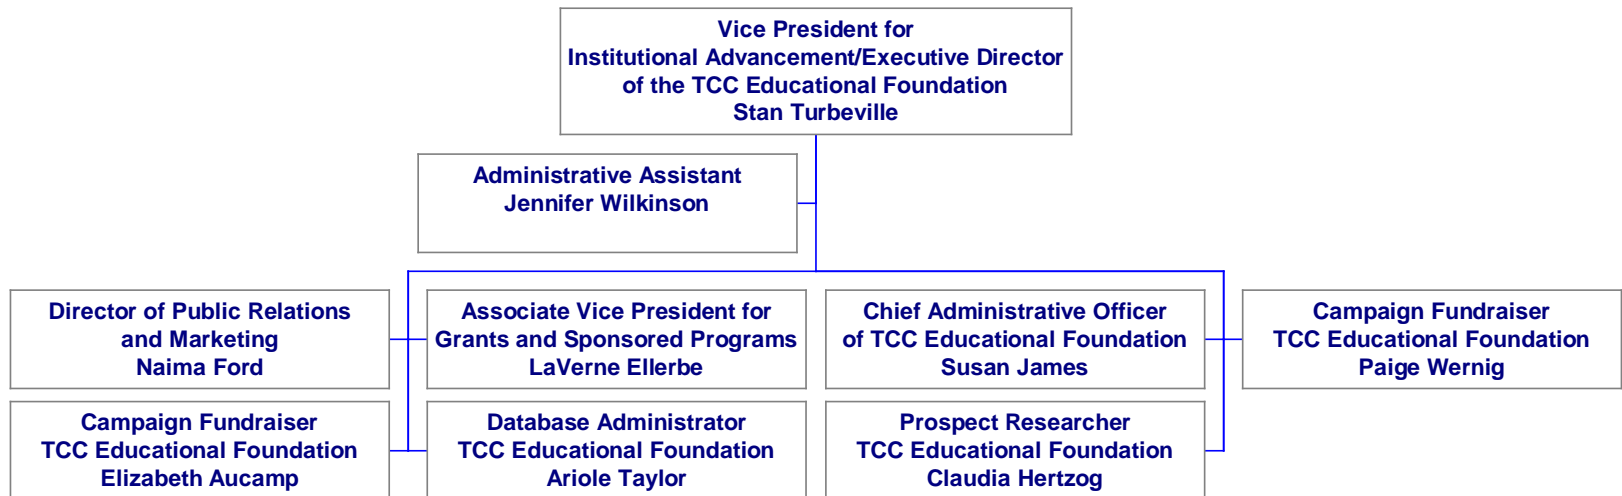 Vice President for
Institutional Advancement/Executive Director
of the TCC Educational Foundation
Stan Turbeville
Administrative Assistant
Jennifer Wilkinson
Director of Public Relations
and Marketing
Naima Ford
Associate Vice President for
Grants and Sponsored Programs
LaVerne Ellerbe
Chief Administrative Officer
of TCC Educational Foundation
Susan James
Campaign Fundraiser
TCC Educational Foundation
Paige Wernig
Campaign Fundraiser
TCC Educational Foundation
Elizabeth Aucamp
Database Administrator
TCC Educational Foundation
Ariole Taylor
Prospect Researcher
TCC Educational Foundation
Claudia Hertzog